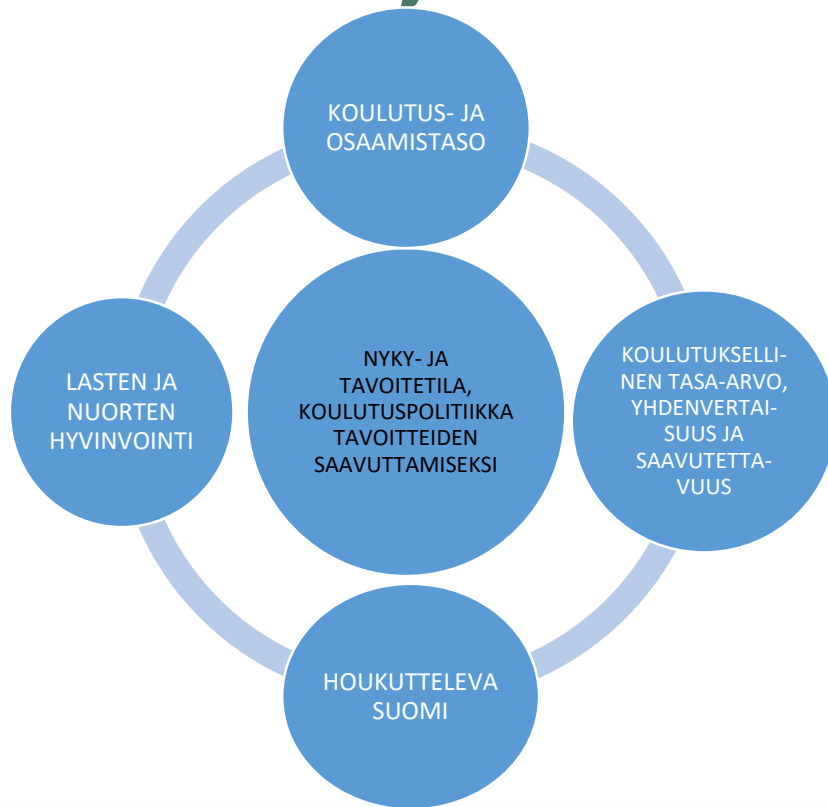 KOULUTUS- JA
OSAAMISTASO
NYKY- JA
TAVOITETILA,
KOULUTUSPOLITIIKKA
TAVOITTEIDEN
SAAVUTTAMISEKSI
KOULUTUKSELLI-
NEN TASA-ARVO,
YHDENVERTAI-
SUUS JA
SAAVUTETTA-
VUUS
HOUKUTTELEVA
SUOMI
LASTEN JA
NUORTEN
HYVINVOINTI